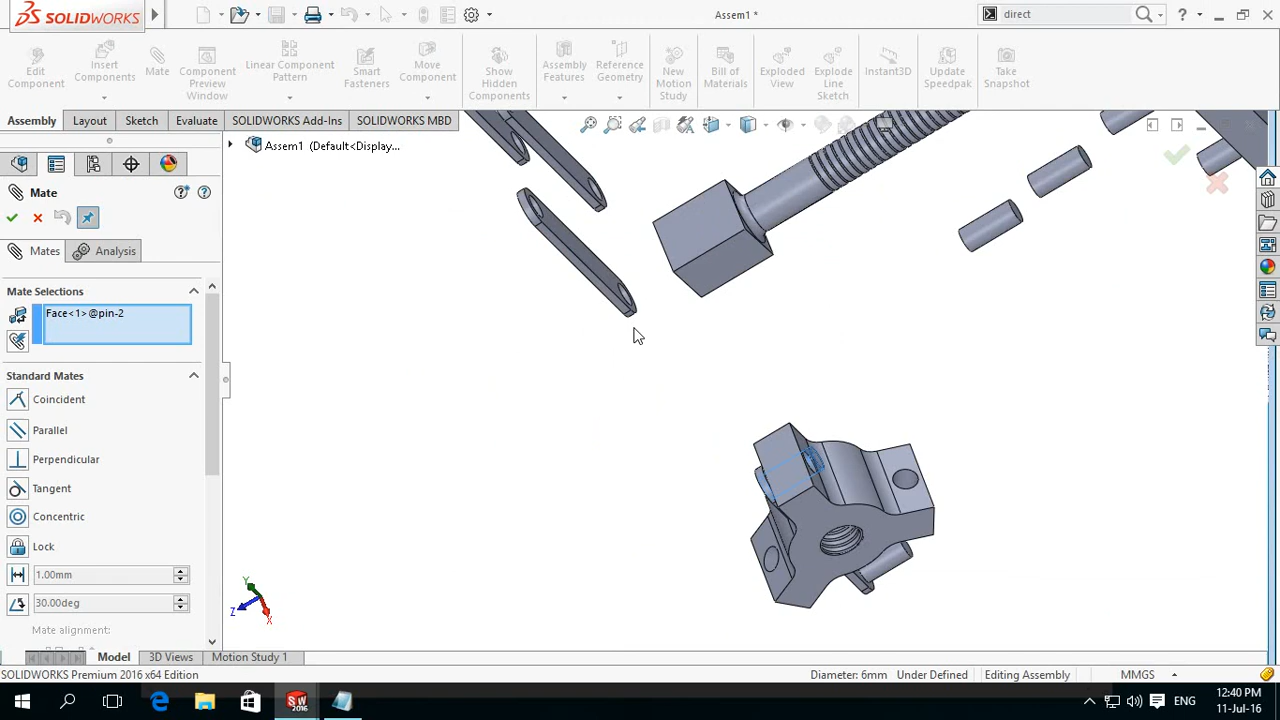 SOLIDWORKS
Assem1 *
direct
Edit Component
Insert Components
Mate
Component Preview Window
Linear Component Pattern
Smart Fasteners
Move Component
Show Hidden Components
Assembly Features
Reference Geometry
New Motion Study
Bill of Materials
Exploded View
Explode Line Sketch
Instant3D
Update Speedpak
Take Snapshot
Assembly
Layout
Sketch
Evaluate
SOLIDWORKS Add-Ins
SOLIDWORKS MBD
Assem1 (Default<Display...
Mate
Mates
Analysis
Mate Selections
Face<1>@pin-2
Standard Mates
Coincident
Parallel
Perpendicular
Tangent
Concentric
Lock
1.00mm
30.00deg
Mate alignment:
Y
Z
X
Model
3D Views
Motion Study 1
SOLIDWORKS Premium 2016 x64 Edition
Diameter: 6mm
Under Defined
Editing Assembly
MMGS
SW
2016
ENG
12:40 PM
11-Jul-16